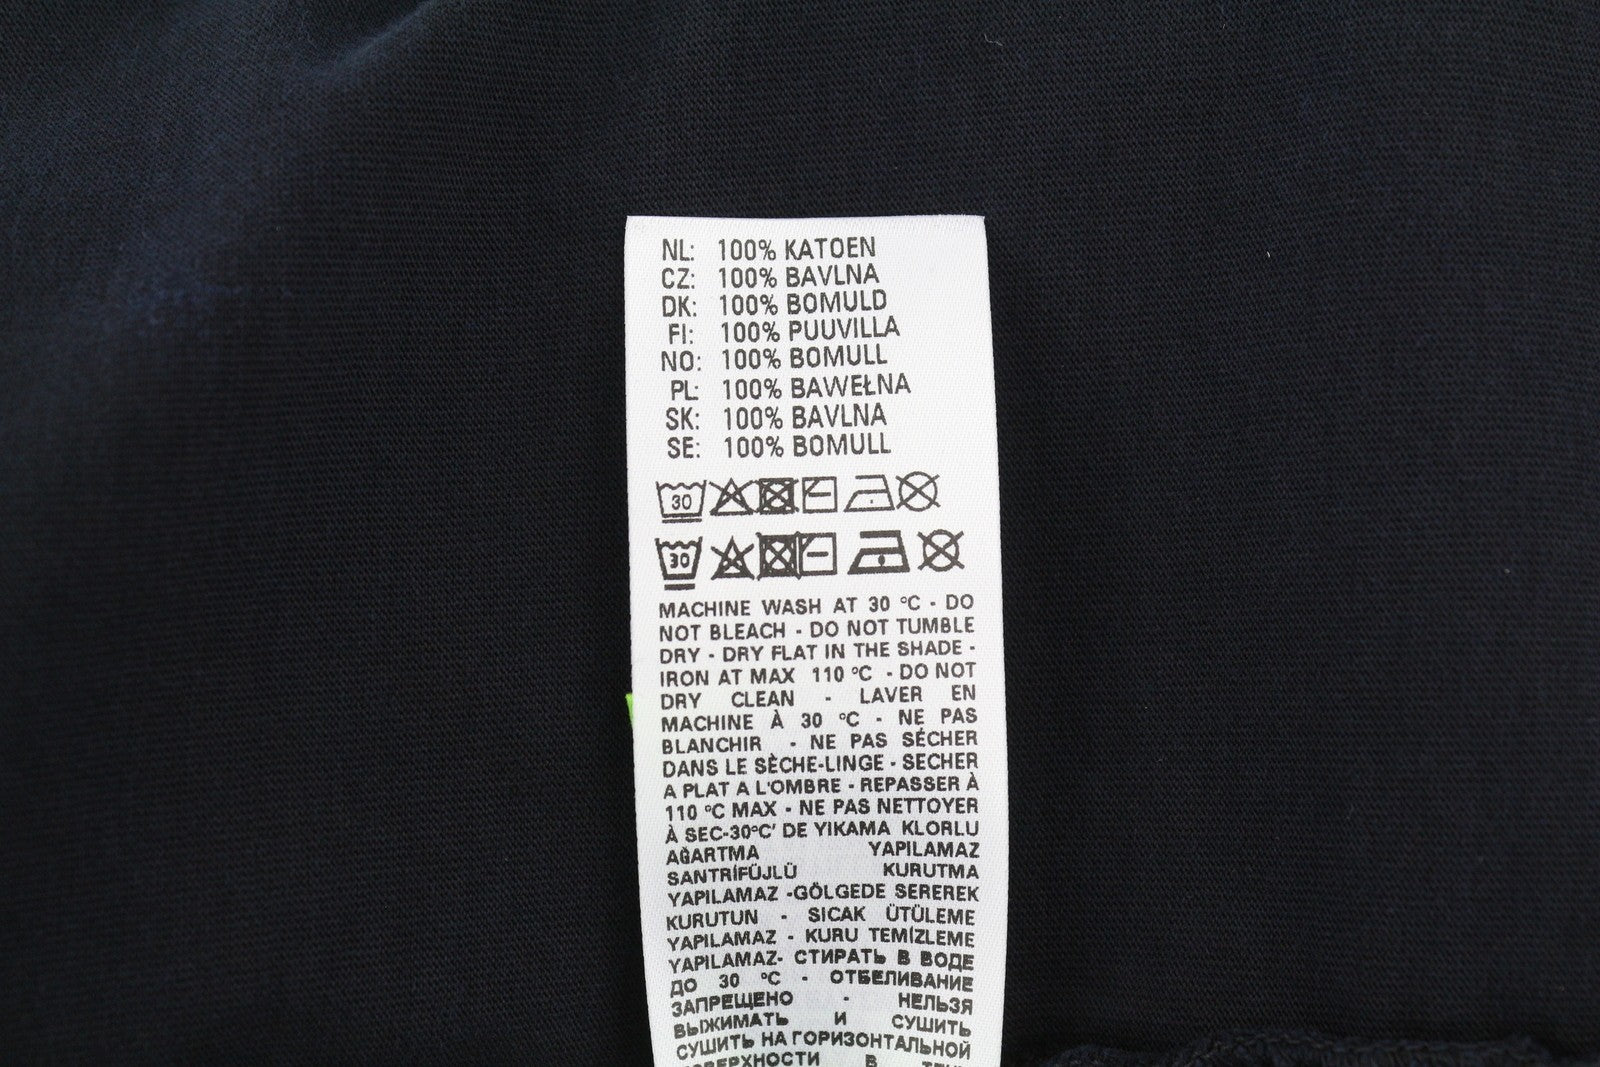 NL: 100% KATOEN
CZ: 100% BAVLNA
DK: 100% BOMULD
FI: 100% PUUVILLA
NO: 100% BOMULL
PL: 100% BAWEŁNA
SK: 100% BAVLNA
SE: 100% BOMULL
30
30
MACHINE WASH AT 30 °C - DO
NOT BLEACH - DO NOT TUMBLE
DRY - DRY FLAT IN THE SHADE -
IRON AT MAX 110 °C - DO NOT
DRY CLEAN - LAVER EN
MACHINE À 30 °C - NE PAS
BLANCHIR - NE PAS SÉCHER
DANS LE SÈCHE-LINGE - SECHER
A PLAT A L'OMBRE - REPASSER À
110 °C MAX - NE PAS NETTOYER
À SEC-30°C' DE YIKAMA KLORLU
AĞARTMA YAPILAMAZ
SANTRİFÜJLÜ KURUTMA
YAPILAMAZ -GÖLGEDE SEREREK
KURUTUN - SICAK ÜTÜLEME
YAPILAMAZ - KURU TEMİZLEME
YAPILAMAZ- СТИРАТЬ В ВОДЕ
ДО 30 °C - ОТБЕЛИВАНИЕ
ЗАПРЕЩЕНО - НЕЛЬЗЯ
ВЫЖИМАТЬ И СУШИТЬ
СУШИТЬ НА ГОРИЗОНТАЛЬНОЙ
ПОВЕРХНОСТИ В